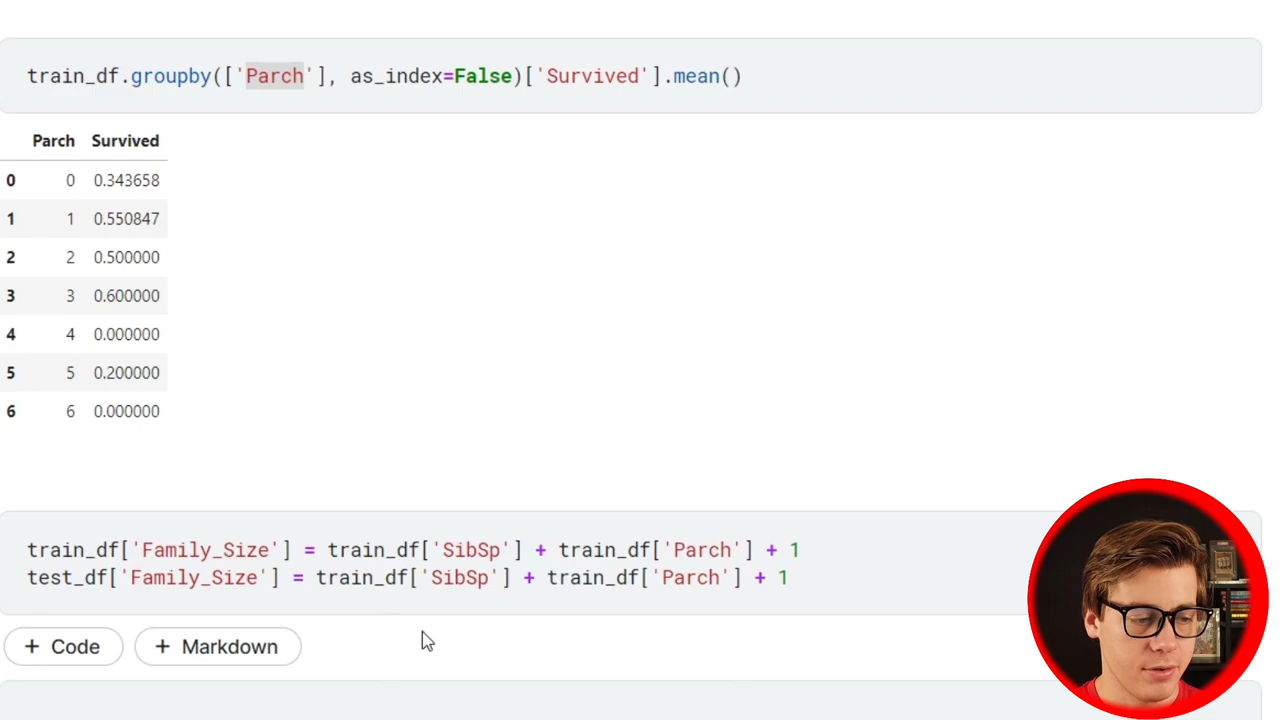 train_df.groupby(['Parch'], as_index=False)['Survived'].mean()
Parch Survived
0 0 0.343658
1 1 0.550847
2 2 0.500000
3 3 0.600000
4 4 0.000000
5 5 0.200000
6 6 0.000000
train_df['Family_Size'] = train_df['SibSp'] + train_df['Parch'] + 1
test_df['Family_Size'] = train_df['SibSp'] + train_df['Parch'] + 1
+ Code + Markdown